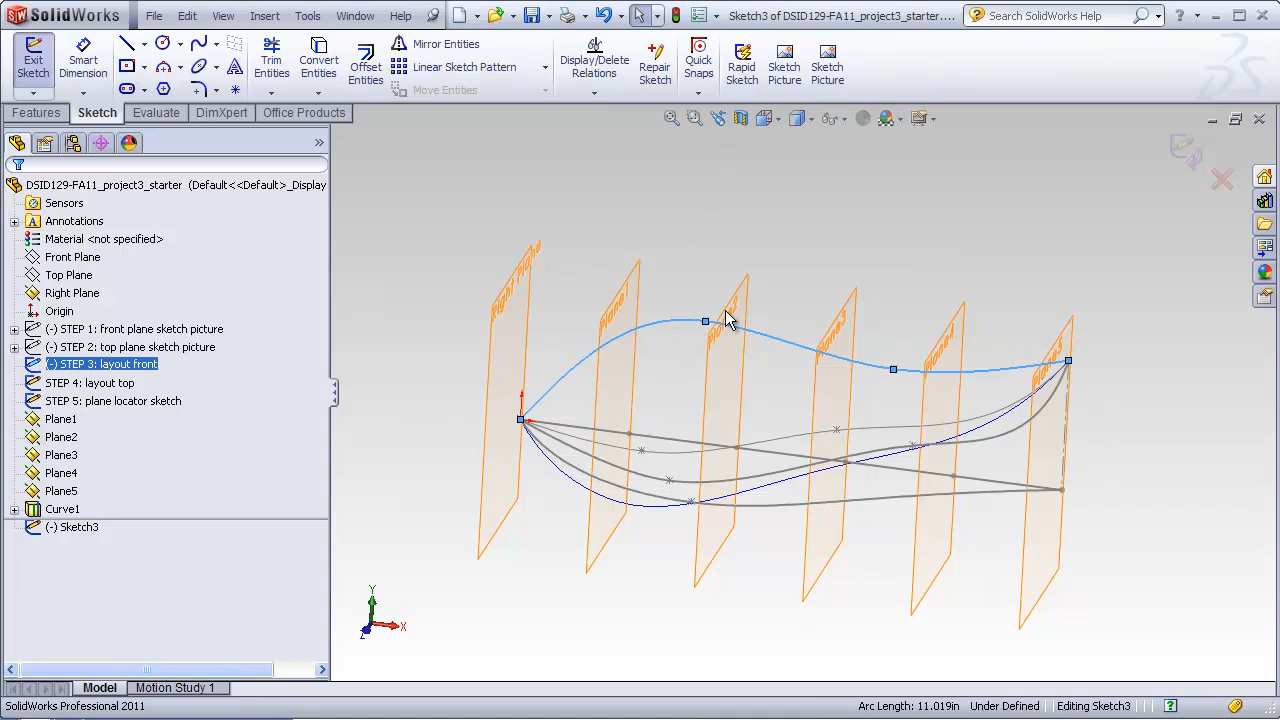 SolidWorks
File Edit View Insert Tools Window Help
Sketch3 of DSID129-FA11_project3_starter....
Search SolidWorks Help
Exit Sketch
Smart Dimension
Trim Entities
Convert Entities
Offset Entities
Mirror Entities
Linear Sketch Pattern
Move Entities
Display/Delete Relations
Repair Sketch
Quick Snaps
Rapid Sketch
Sketch Picture
Sketch Picture
Features Sketch Evaluate DimXpert Office Products
DSID129-FA11_project3_starter (Default<<Default>_Display
Sensors
Annotations
Material <not specified>
Front Plane
Top Plane
Right Plane
Origin
(-) STEP 1: front plane sketch picture
(-) STEP 2: top plane sketch picture
(-) STEP 3: layout front
STEP 4: layout top
STEP 5: plane locator sketch
Plane1
Plane2
Plane3
Plane4
Plane5
Curve1
(-) Sketch3
Right Plane
Plane1
Plane3
Plane4
Plane5
Y
X
Z
Model Motion Study 1
SolidWorks Professional 2011
Arc Length: 11.019in Under Defined Editing Sketch3